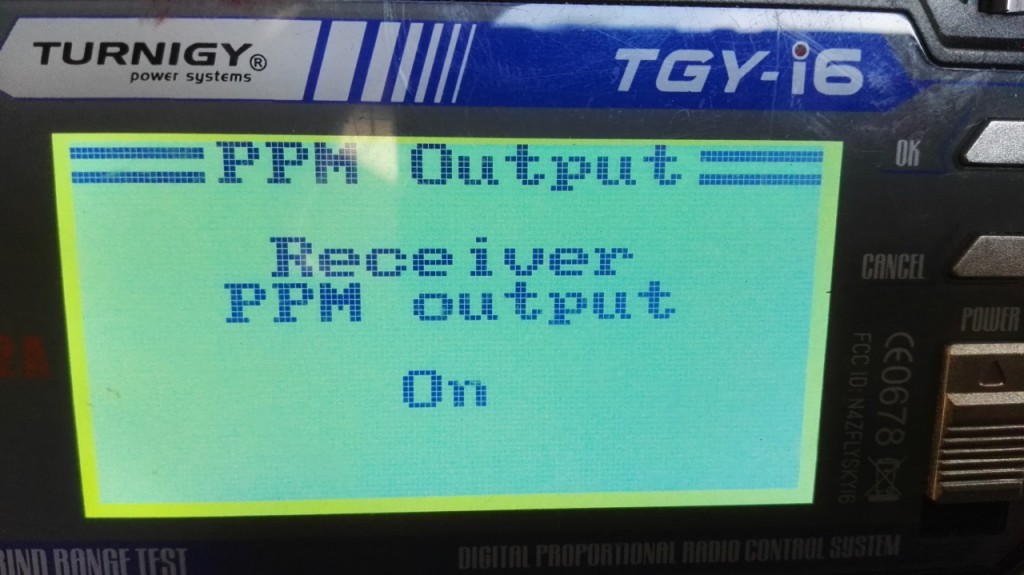 TURNIGY®
power systems
TGY-i6
PPM Output
Receiver
PPM output
On
OK
CANCEL
POWER
CE0678
FCC ID: N4ZFLYSKYI6
BIND RANGE TEST
DIGITAL PROPORTIONAL RADIO CONTROL SYSTEM